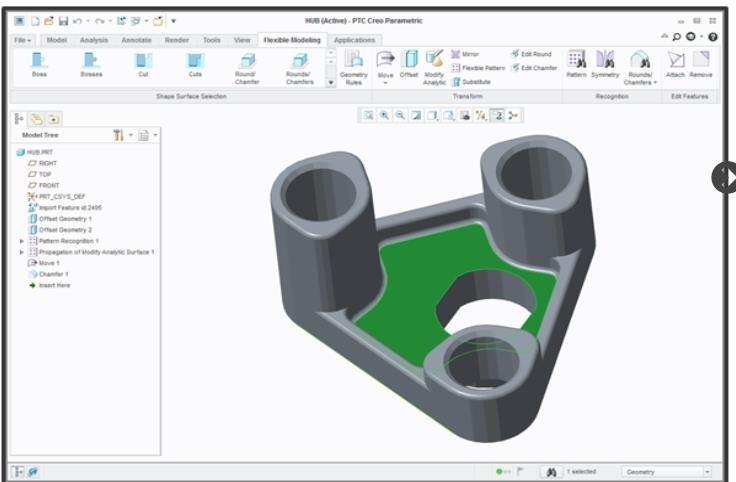 HUB (Active) - PTC Creo Parametric
File Model Analysis Annotate Render Tools View Flexible Modeling Applications
Boss Bosses Cut Cuts Round/ Chamfer Rounds/ Chamfers Geometry Rules
Shape Surface Selection
Move Offset Modify Analytic
Mirror
Flexible Pattern
Substitute
Edit Round
Edit Chamfer
Transform
Pattern Symmetry Rounds/ Chamfers
Recognition
Attach Remove
Edit Features
Model Tree
HUB.PRT
RIGHT
TOP
FRONT
PRT_CSYS_DEF
Import Feature id 2495
Offset Geometry 1
Offset Geometry 2
Pattern Recognition 1
Propagation of Modify Analytic Surface 1
Move 1
Chamfer 1
Insert Here
1 selected
Geometry